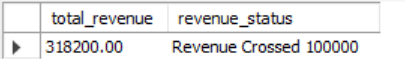 total_revenue revenue_status
318200.00 Revenue Crossed 100000